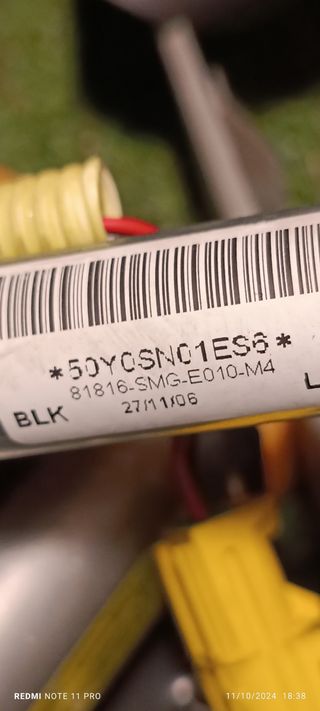 *50Y0SN01ES6*
81816-SMG-E010-M4
27/11/06
BLK
L
REDMI NOTE 11 PRO
11/10/2024 18:38